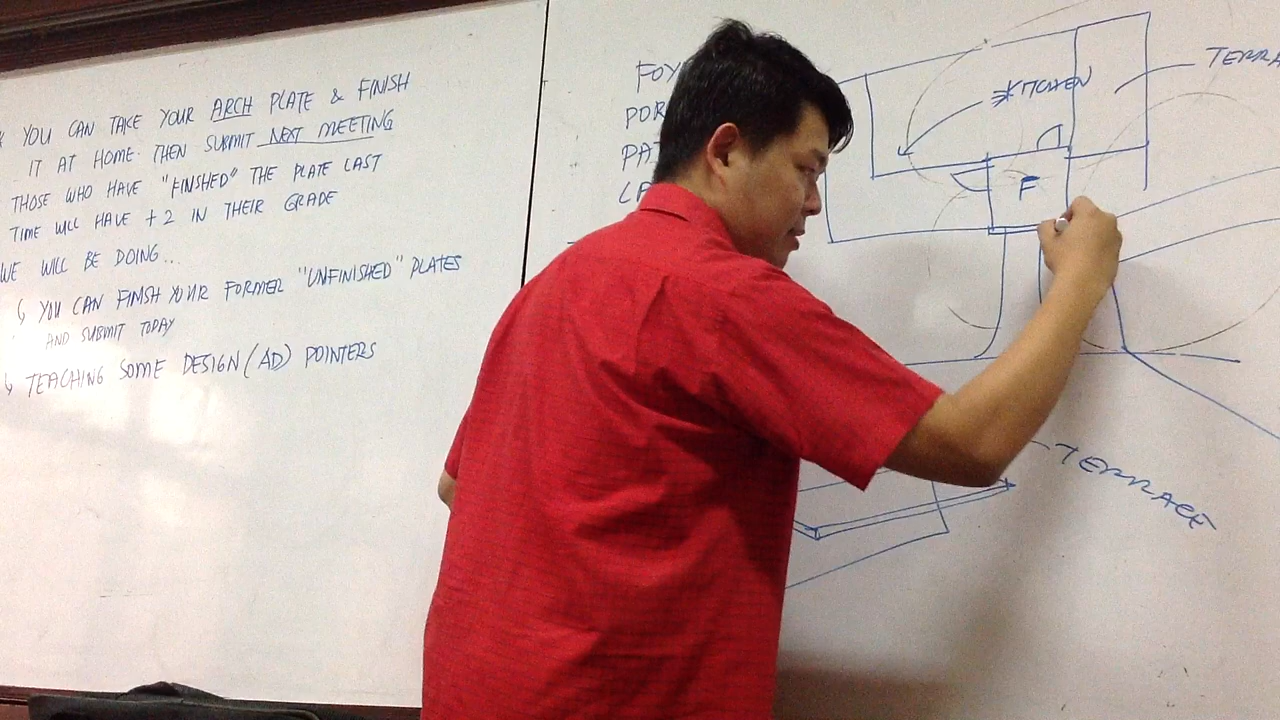 YOU CAN TAKE YOUR ARCH PLATE & FINISH
IT AT HOME. THEN SUBMIT NEXT MEETING
THOSE WHO HAVE "FINSHED" THE PLATE LAST
TIME WILL HAVE +2 IN THEIR GRADE
WE WILL BE DOING...
↳ YOU CAN FINISH YOUR FORMER "UNFINISHED" PLATES
AND SUBMIT TODAY
↳ TEACHING SOME DESIGN (AD) POINTERS
FOY
POR
PAT
LA
KITCHEN
TERRA
F
TERRACE